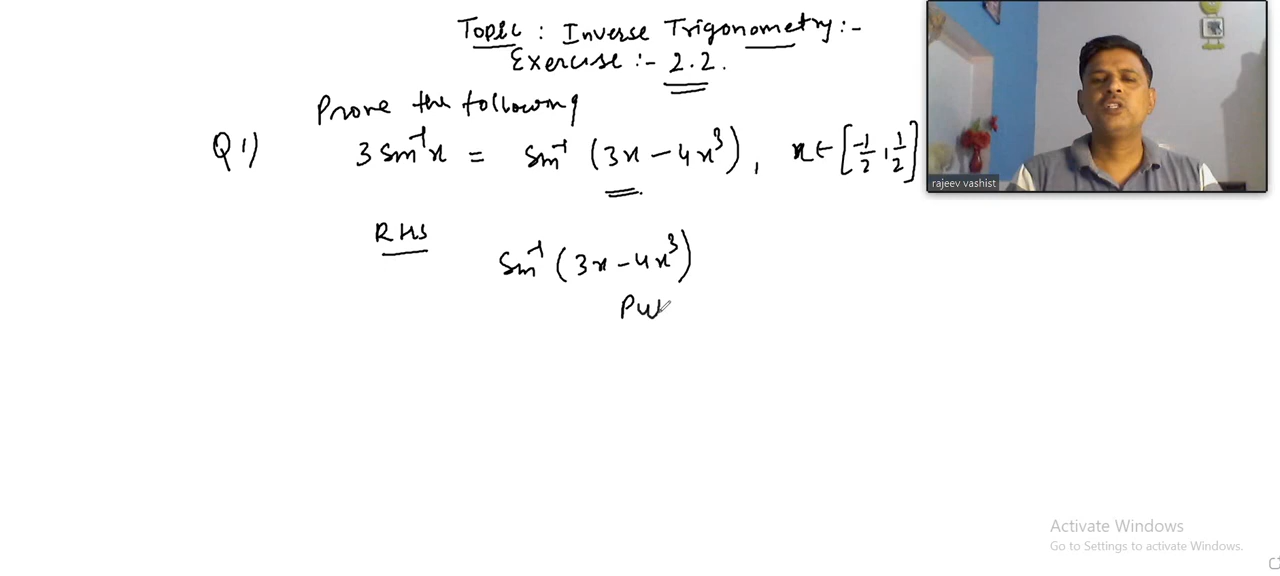 Topic : Inverse Trigonometry :-
Exercise :- 2.2.
Prove the following
Q 1) 3 sin⁻¹x = sin⁻¹ (3x - 4x³), x ∈ [-1/2, 1/2]
RHS
sin⁻¹ (3x - 4x³)
Put
rajeev vashist
Activate Windows
Go to Settings to activate Windows.